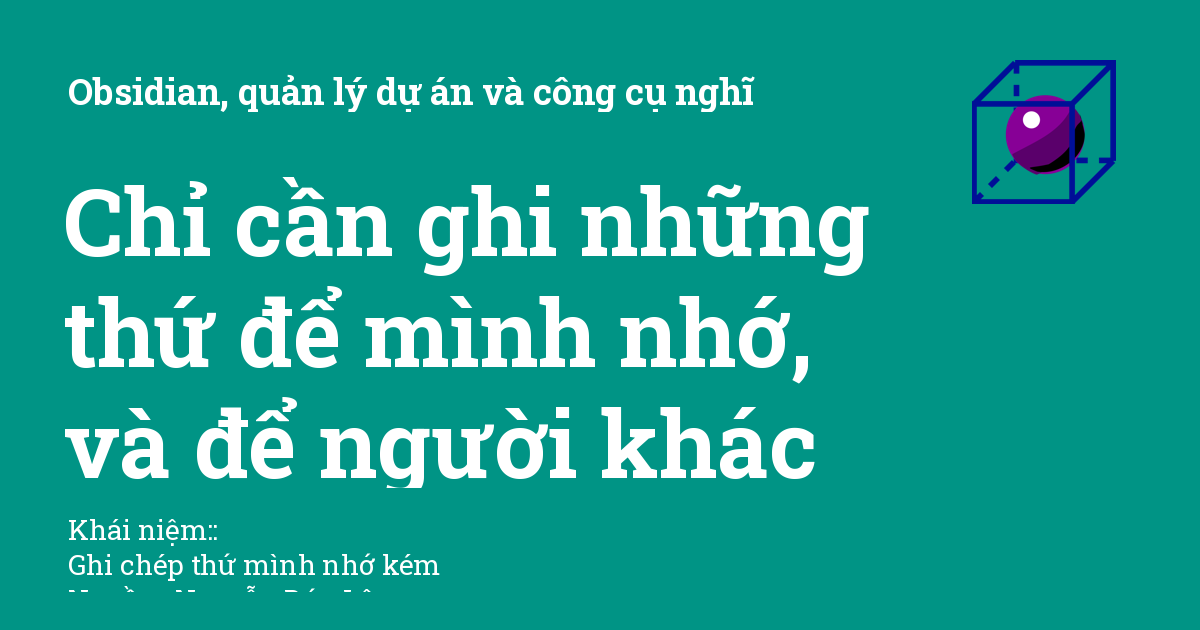 Obsidian, quản lý dự án và công cụ nghĩ
Chỉ cần ghi những
thứ để mình nhớ,
và để người khác
Khái niệm::
Ghi chép thứ mình nhớ kém